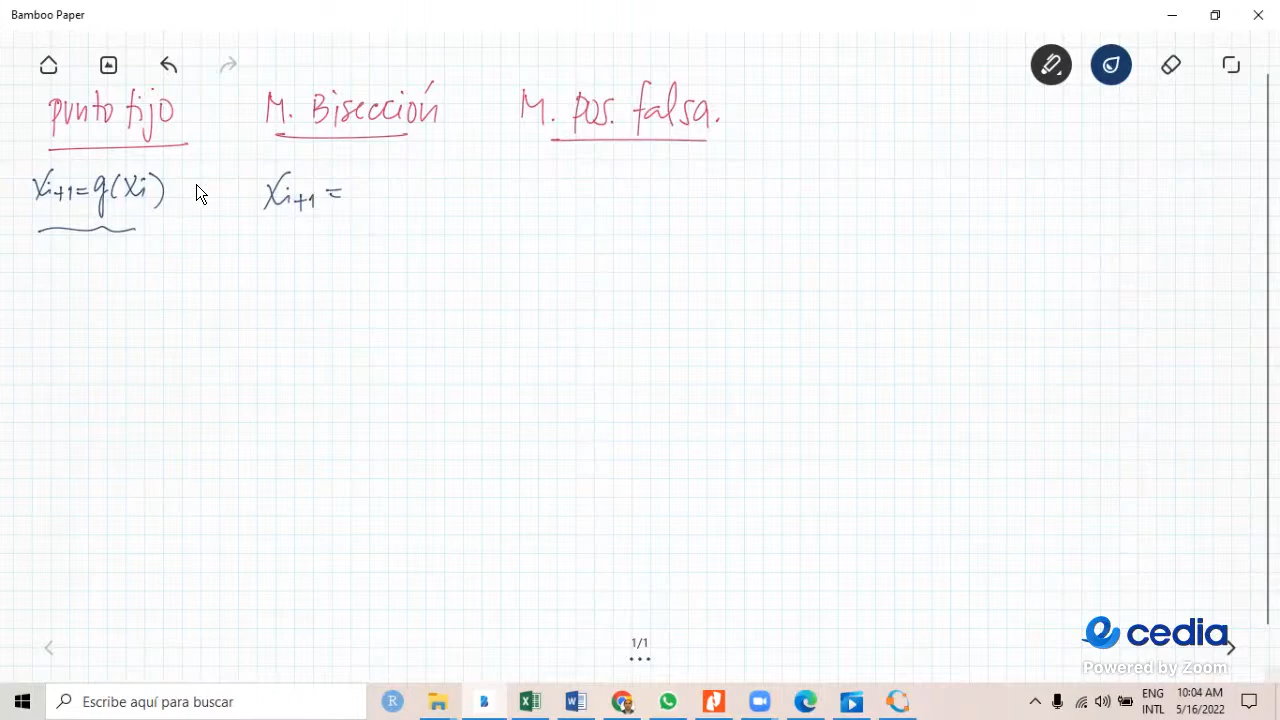 Bamboo Paper
punto fijo M. Bisección M. pos. falsa.
Xi+1=g(Xi) Xi+1=
1/1
cedia
Powered by Zoom
Escribe aquí para buscar
ENG 10:04 AM
INTL 5/16/2022